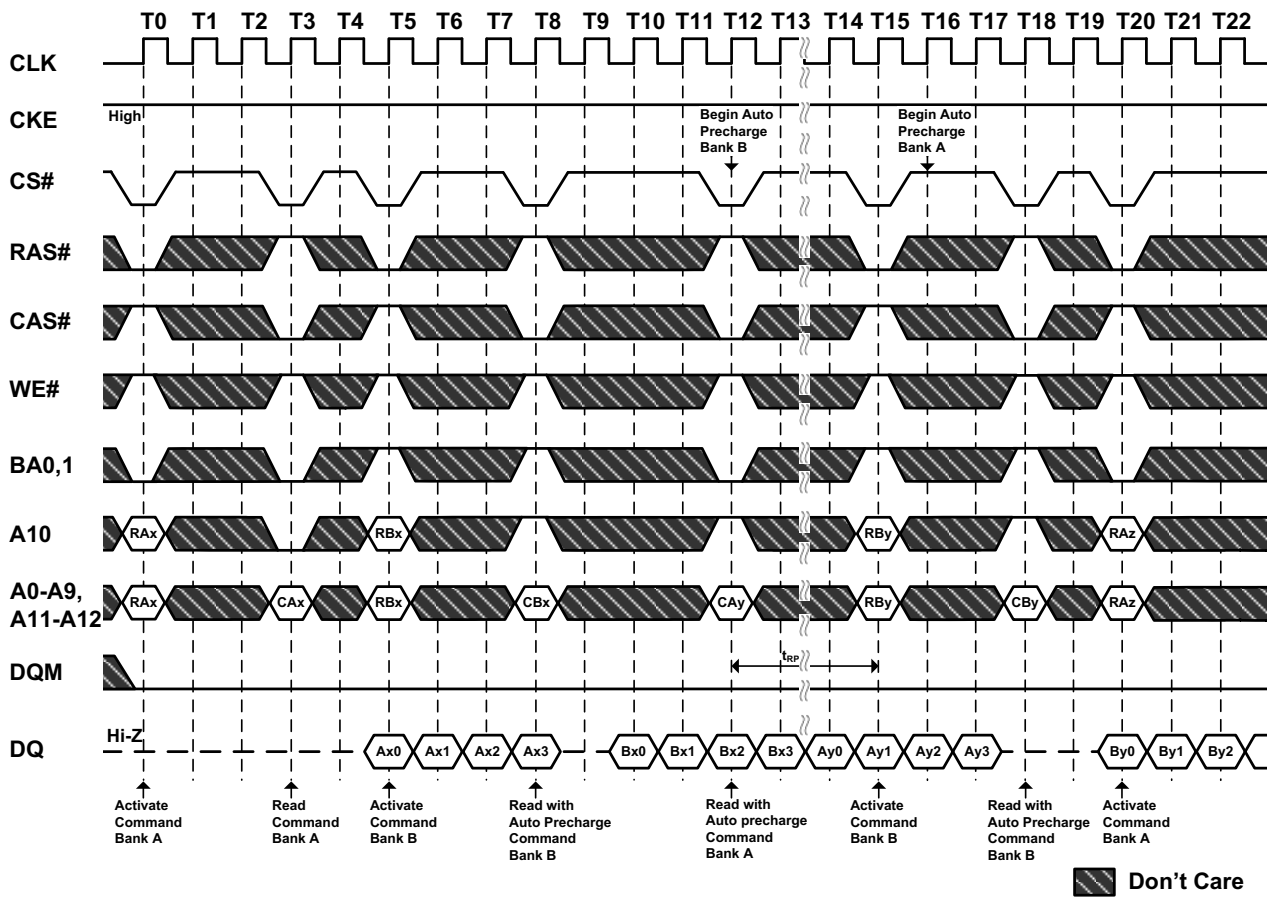 T0 T1 T2 T3 T4 T5 T6 T7 T8 T9 T10 T11 T12 T13 T14 T15 T16 T17 T18 T19 T20 T21 T22
CLK
CKE
High
Begin Auto
Precharge
Bank B
Begin Auto
Precharge
Bank A
CS#
RAS#
CAS#
WE#
BA0,1
A10
RAx RBx RBy RAz
A0-A9,
A11-A12
RAx CAx RBx CBx CAy RBy CBy RAz
DQM
tRP
DQ
Hi-Z
Ax0 Ax1 Ax2 Ax3 Bx0 Bx1 Bx2 Bx3 Ay0 Ay1 Ay2 Ay3 By0 By1 By2
Activate
Command
Bank A
Read
Command
Bank A
Activate
Command
Bank B
Read with
Auto Precharge
Command
Bank B
Read with
Auto precharge
Command
Bank A
Activate
Command
Bank B
Read with
Auto Precharge
Command
Bank B
Activate
Command
Bank A
Don't Care